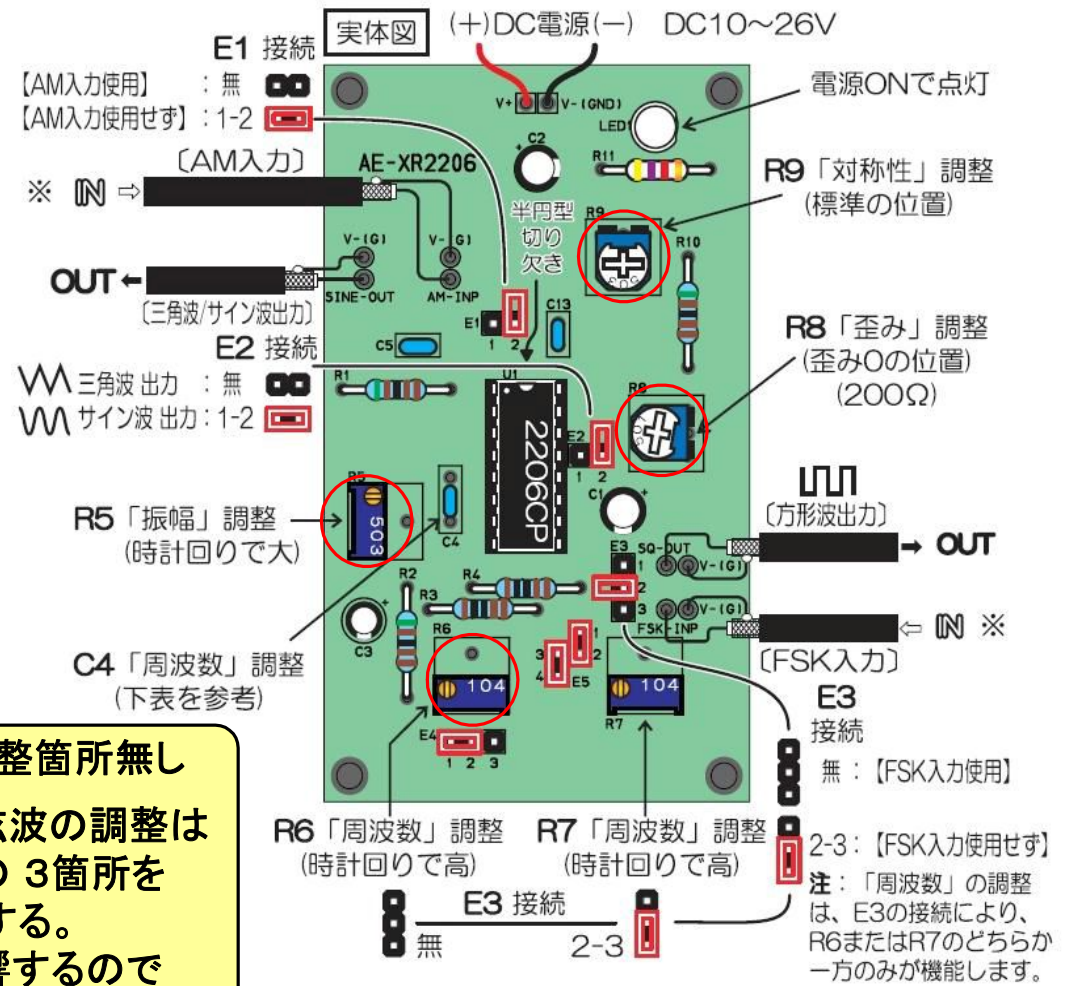 実体図
(+)DC電源(−) DC10~26V
E1 接続
【AM入力使用】 : 無
【AM入力使用せず】: 1-2
電源ONで点灯
V+ V-(GND)
LED1
C2
R11
〔AM入力〕
AE-XR2206
※ IN ⇨
半円型
切り
欠き
R9
503
R9「対称性」調整
(標準の位置)
R10
V-(G) V-(G)
OUT ←
SINE-OUT AM-INP
〔三角波/サイン波出力〕
E1
1 2
C13
C5
E2 接続
三角波 出力 : 無
サイン波 出力 : 1-2
R1
U1
2206CP
R8
R8「歪み」調整
(歪み0の位置)
(200Ω)
E2
1 2
C1
R5
503
R5「振幅」調整
(時計回りで大)
C4
〔方形波出力〕
→ OUT
E3 SQ-OUT
1
2
3
V-(G)
V-(G)
FSK-INP
⇦ IN ※
〔FSK入力〕
R2
R4
R3
C3
C4「周波数」調整
(下表を参考)
R6
104
1
2
3
4
E5
104
R7
E4
1 2 3
E3
接続
無 : 【FSK入力使用】
2-3 : 【FSK入力使用せず】
注 : 「周波数」の調整
は、E3の接続により、
R6またはR7のどちらか
一方のみが機能します。
R6「周波数」調整
(時計回りで高)
R7「周波数」調整
(時計回りで高)
E3 接続
無
2-3
整箇所無し
波の調整は
3箇所を
する。
響するので